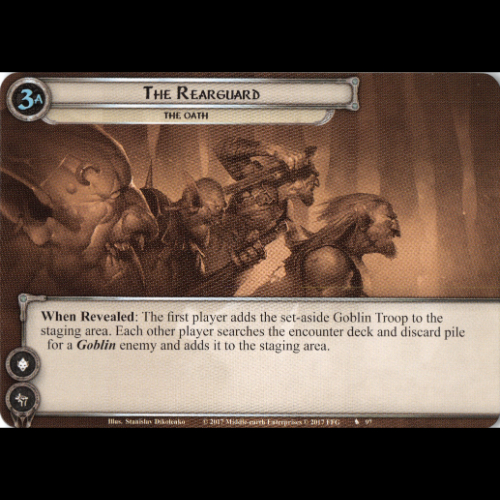 3A
THE REARGUARD
THE OATH
When Revealed: The first player adds the set-aside Goblin Troop to the
staging area. Each other player searches the encounter deck and discard pile
for a Goblin enemy and adds it to the staging area.
Illus. Stanislav Dikolenko © 2017 Middle-earth Enterprises © 2017 FFG